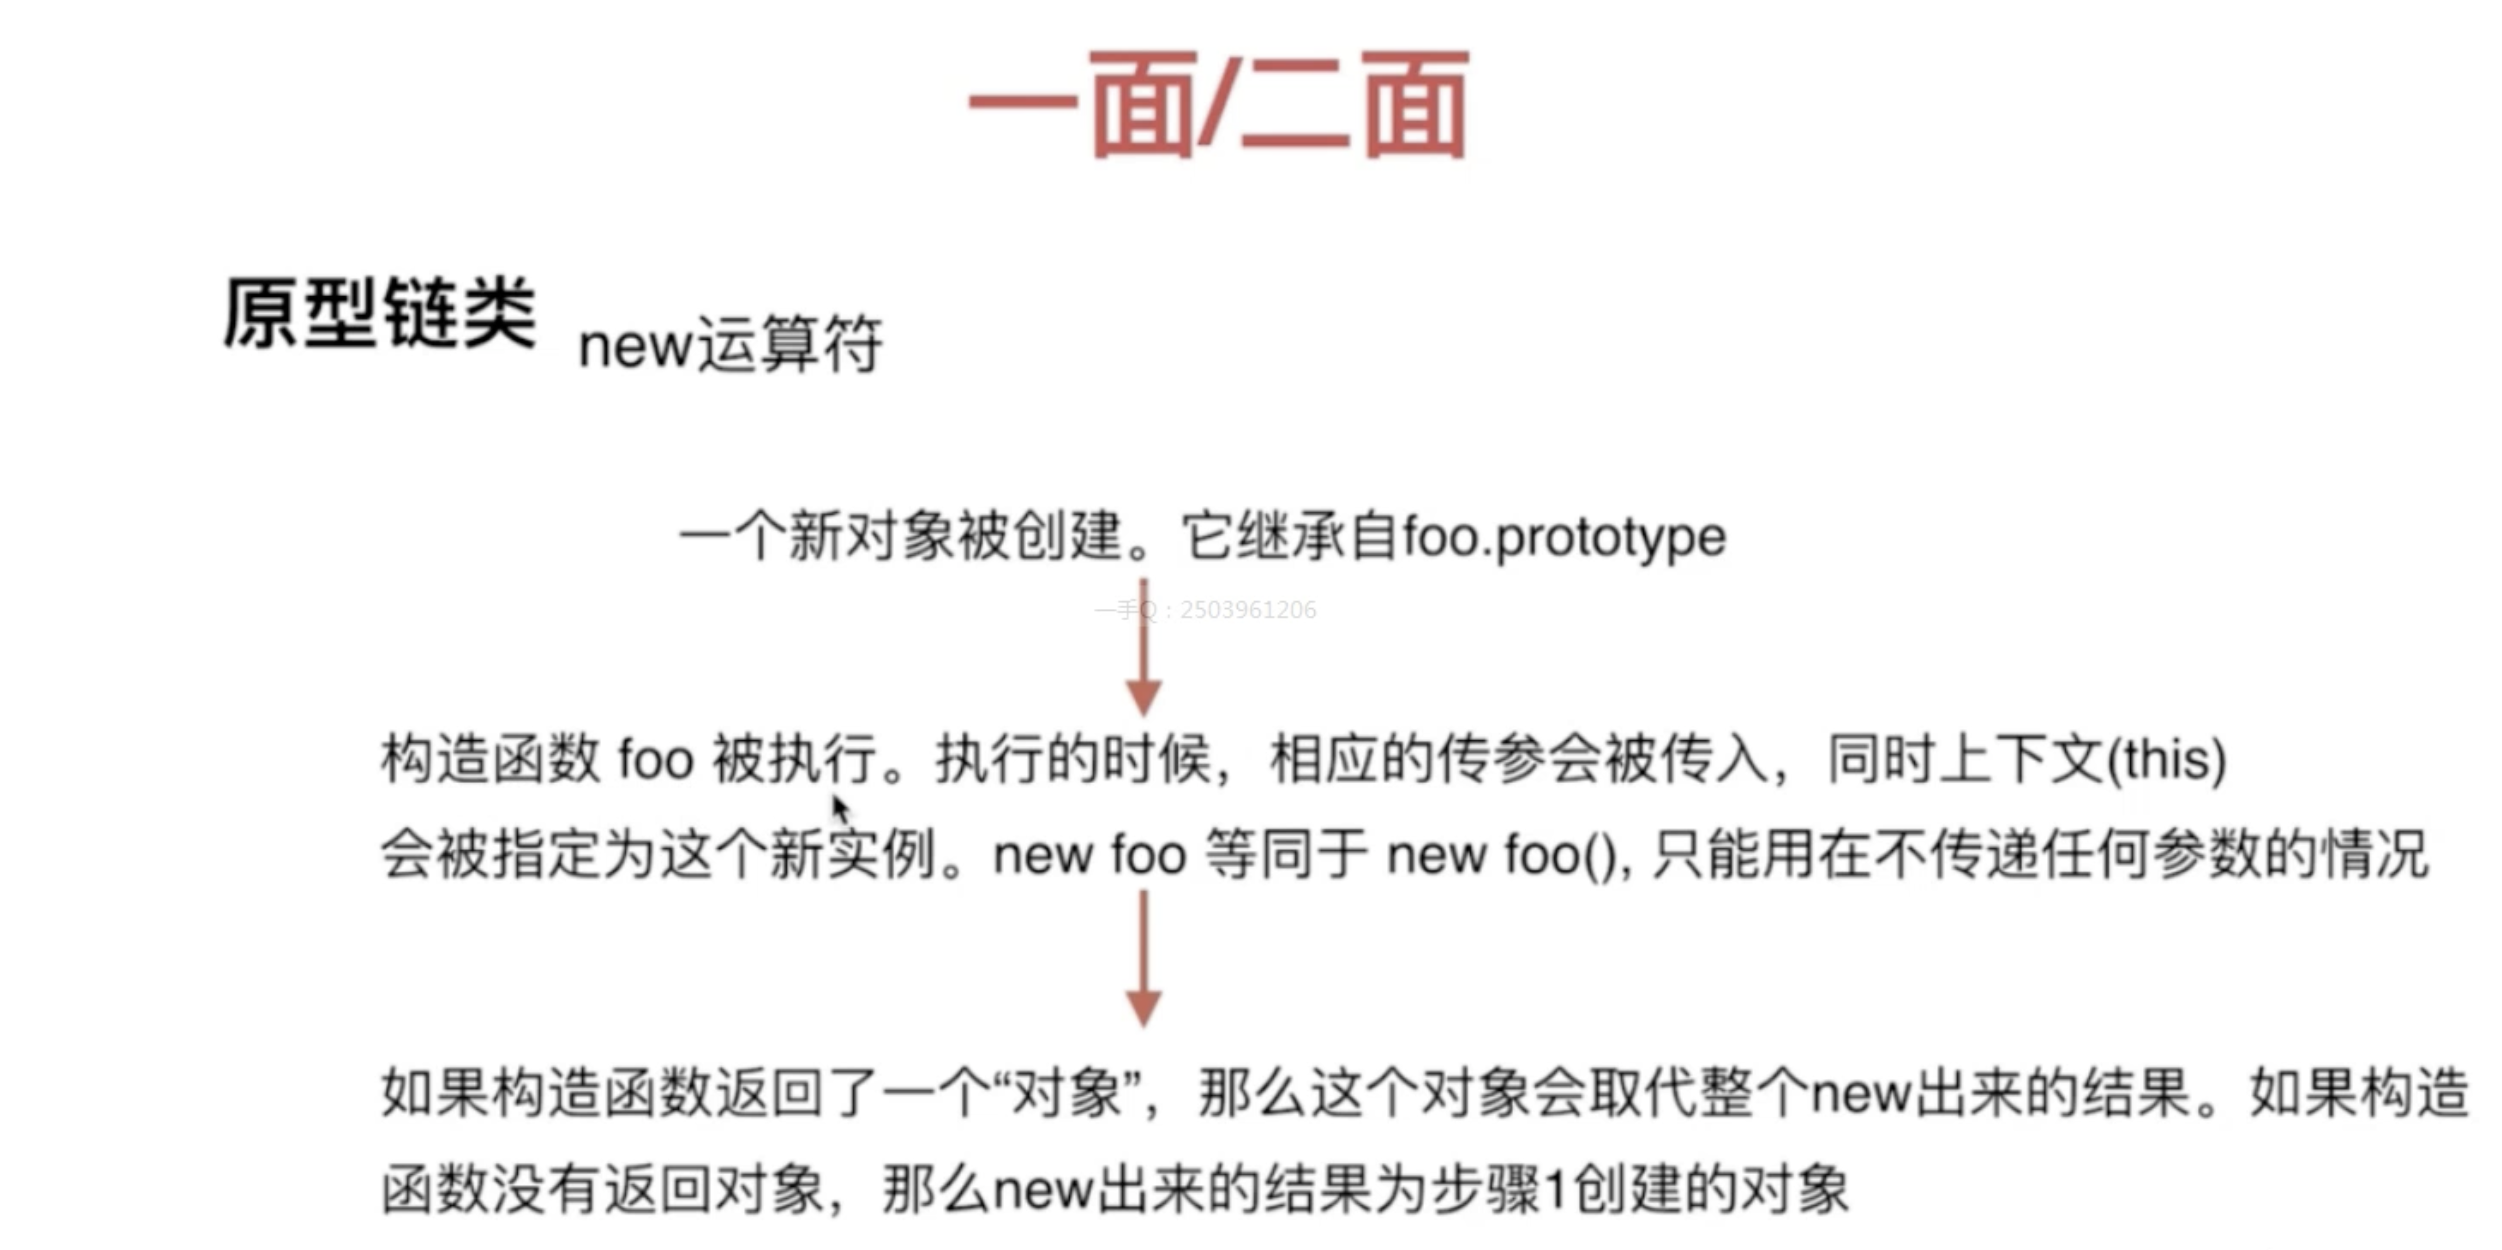 一面/二面
原型链类
new运算符
一个新对象被创建。它继承自foo.prototype
一手Q：2503961206
构造函数 foo 被执行。执行的时候，相应的传参会被传入，同时上下文(this)
会被指定为这个新实例。new foo 等同于 new foo(), 只能用在不传递任何参数的情况
如果构造函数返回了一个“对象”，那么这个对象会取代整个new出来的结果。如果构造
函数没有返回对象，那么new出来的结果为步骤1创建的对象